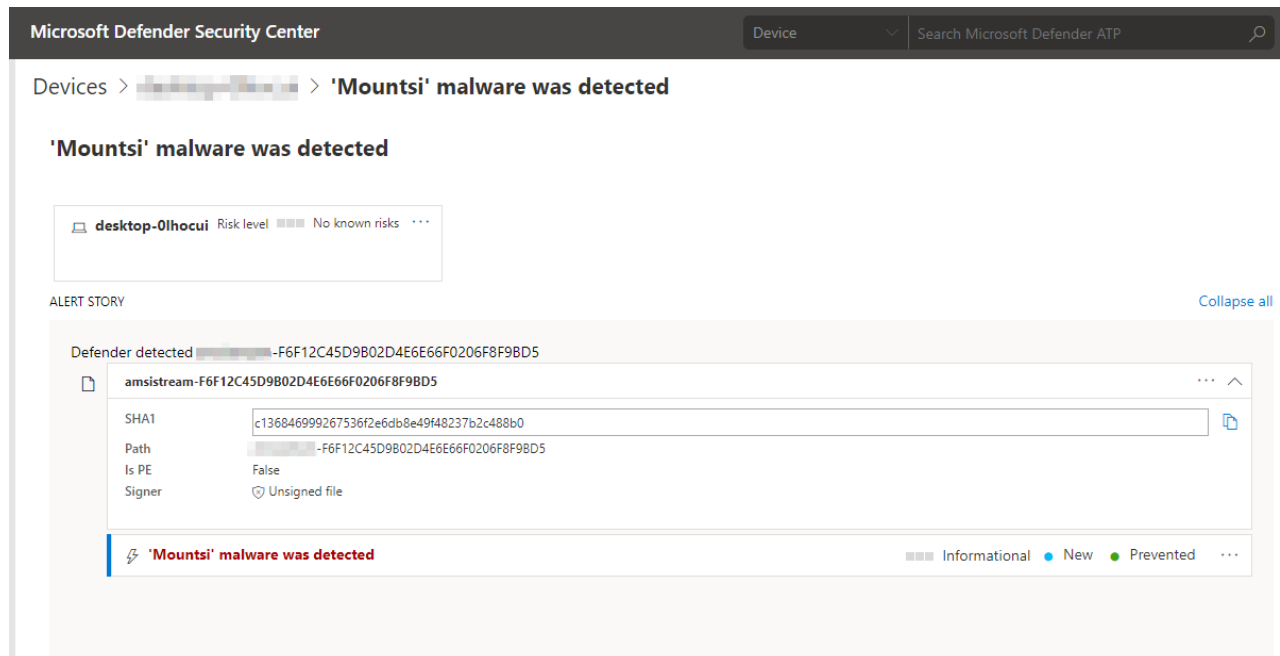 Microsoft Defender Security Center Device Search Microsoft Defender ATP
Devices > > 'Mountsi' malware was detected
'Mountsi' malware was detected
desktop-0lhocui Risk level No known risks ...
ALERT STORY Collapse all
Defender detected -F6F12C45D9B02D4E6E66F0206F8F9BD5
amsistream-F6F12C45D9B02D4E6E66F0206F8F9BD5 ...
SHA1 c136846999267536f2e6db8e49f48237b2c488b0
Path -F6F12C45D9B02D4E6E66F0206F8F9BD5
Is PE False
Signer Unsigned file
'Mountsi' malware was detected Informational New Prevented ...